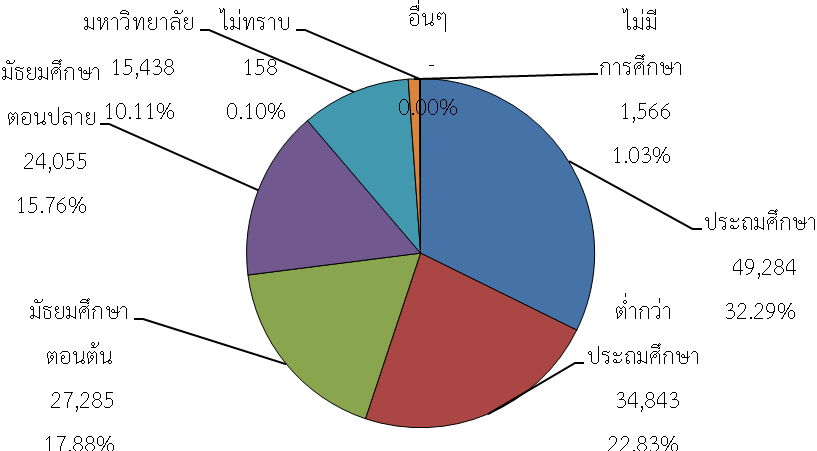 อื่นๆ
-
0.00%
ไม่มี
การศึกษา
1,566
1.03%
ประถมศึกษา
49,284
32.29%
ต่ำกว่า
ประถมศึกษา
34,843
22.83%
มัธยมศึกษา
ตอนต้น
27,285
17.88%
มัธยมศึกษา
ตอนปลาย
24,055
15.76%
มหาวิทยาลัย
15,438
10.11%
ไม่ทราบ
158
0.10%